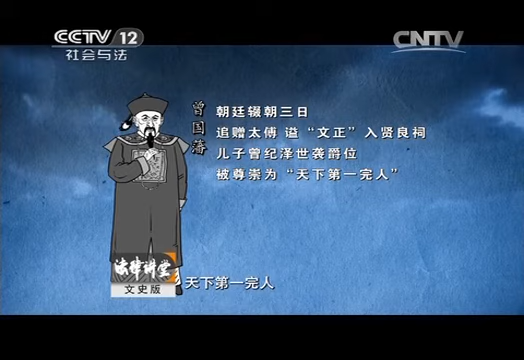 CCTV 12
社会与法
CNTV
曾国藩
朝廷辍朝三日
追赠太傅 谥“文正”入贤良祠
儿子曾纪泽世袭爵位
被尊崇为“天下第一完人”
法律讲堂
文史版
天下第一完人